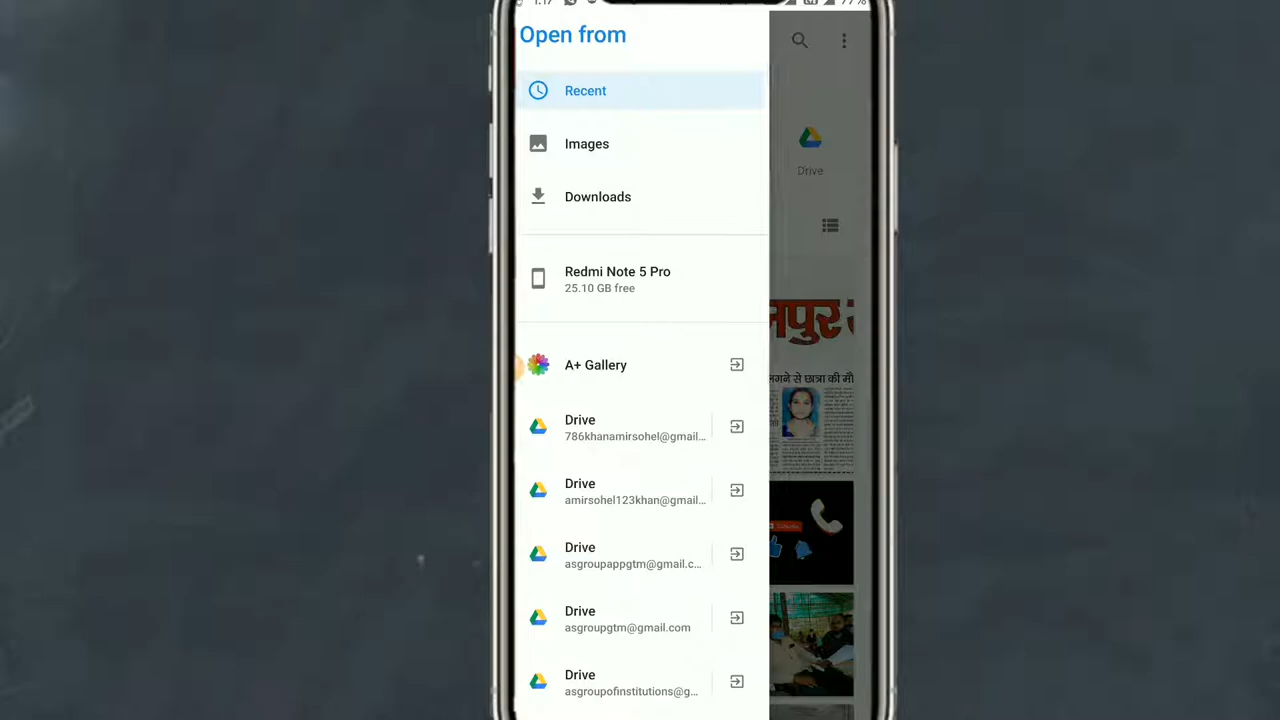 Open from
Recent
Images
Downloads
Redmi Note 5 Pro
25.10 GB free
A+ Gallery
Drive
786khanamirsohel@gmail...
Drive
amirsohel123khan@gmail...
Drive
asgroupappgtm@gmail.c...
Drive
asgroupgtm@gmail.com
Drive
asgroupofinstitutions@g...
Drive
लगने से छात्रा की मौ